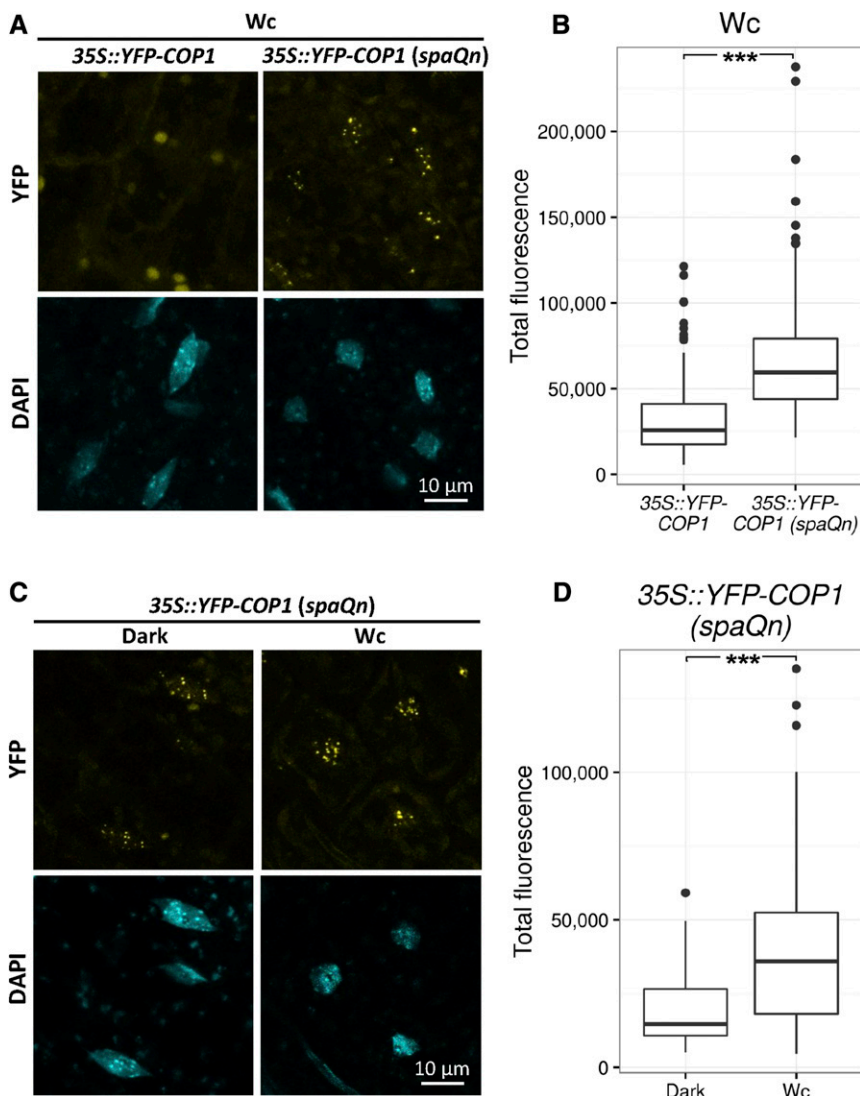 A
Wc
35S::YFP-COP1
35S::YFP-COP1 (spaQn)
YFP
DAPI
10 µm
B
Wc
***
Total fluorescence
200,000
150,000
100,000
50,000
0
35S::YFP-
COP1
35S::YFP-
COP1 (spaQn)
C
35S::YFP-COP1 (spaQn)
Dark
Wc
YFP
DAPI
10 µm
D
35S::YFP-COP1
(spaQn)
***
Total fluorescence
100,000
50,000
0
Dark
Wc